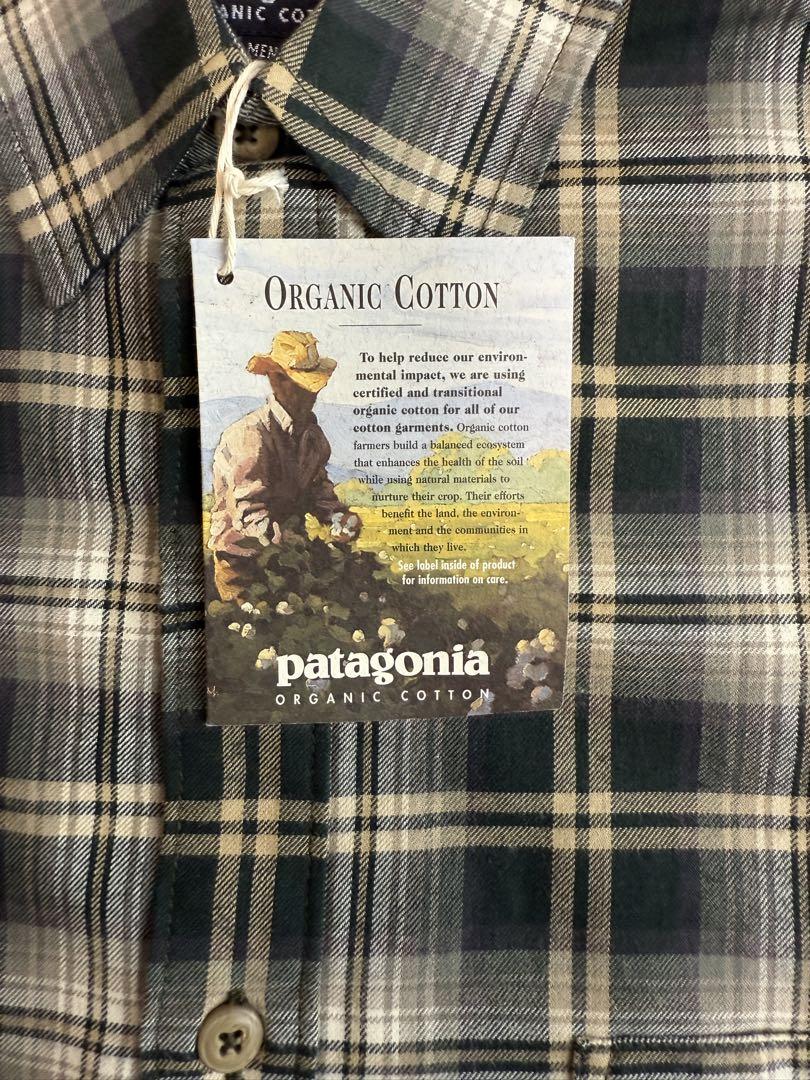 ANIC CO
MEN
ORGANIC COTTON
To help reduce our environ-
mental impact, we are using
certified and transitional
organic cotton for all of our
cotton garments. Organic cotton
farmers build a balanced ecosystem
that enhances the health of the soil
while using natural materials to
nurture their crop. Their efforts
benefit the land, the environ-
ment and the communities in
which they live.
See label inside of product
for information on care.
patagonia
ORGANIC COTTON